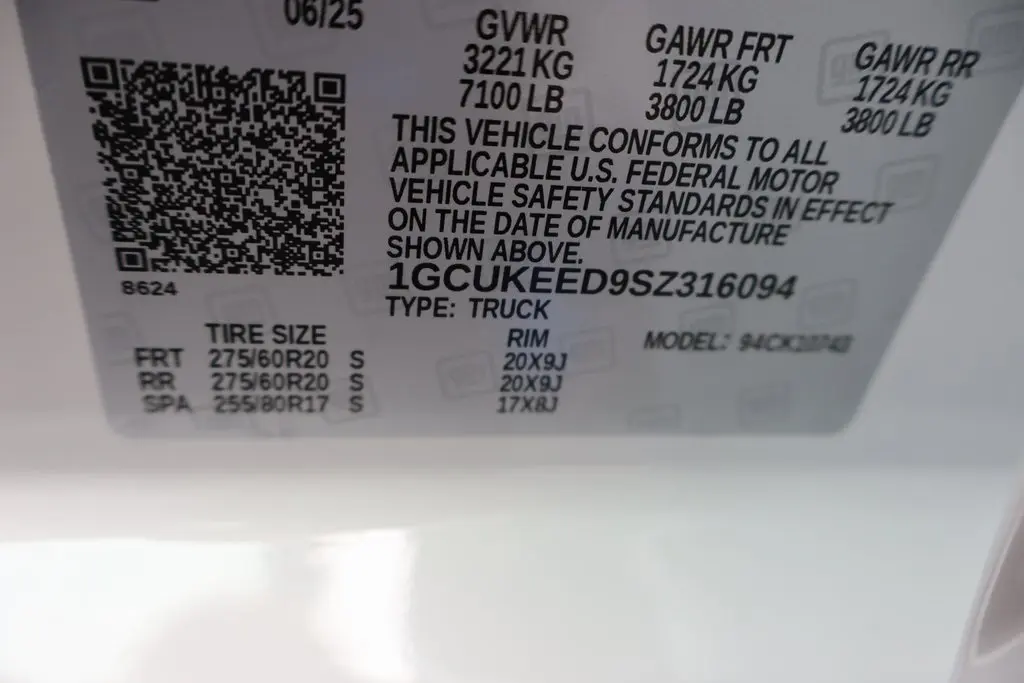 06/25
GVWR GAWR FRT GAWR RR
3221 KG 1724 KG 1724 KG
7100 LB 3800 LB 3800 LB
THIS VEHICLE CONFORMS TO ALL
APPLICABLE U.S. FEDERAL MOTOR
VEHICLE SAFETY STANDARDS IN EFFECT
ON THE DATE OF MANUFACTURE
SHOWN ABOVE.
1GCUKEED9SZ316094
8624
TYPE: TRUCK
TIRE SIZE RIM MODEL:
FRT 275/60R20 S 20X9J
RR 275/60R20 S 20X9J
SPA 255/80R17 S 17X8J